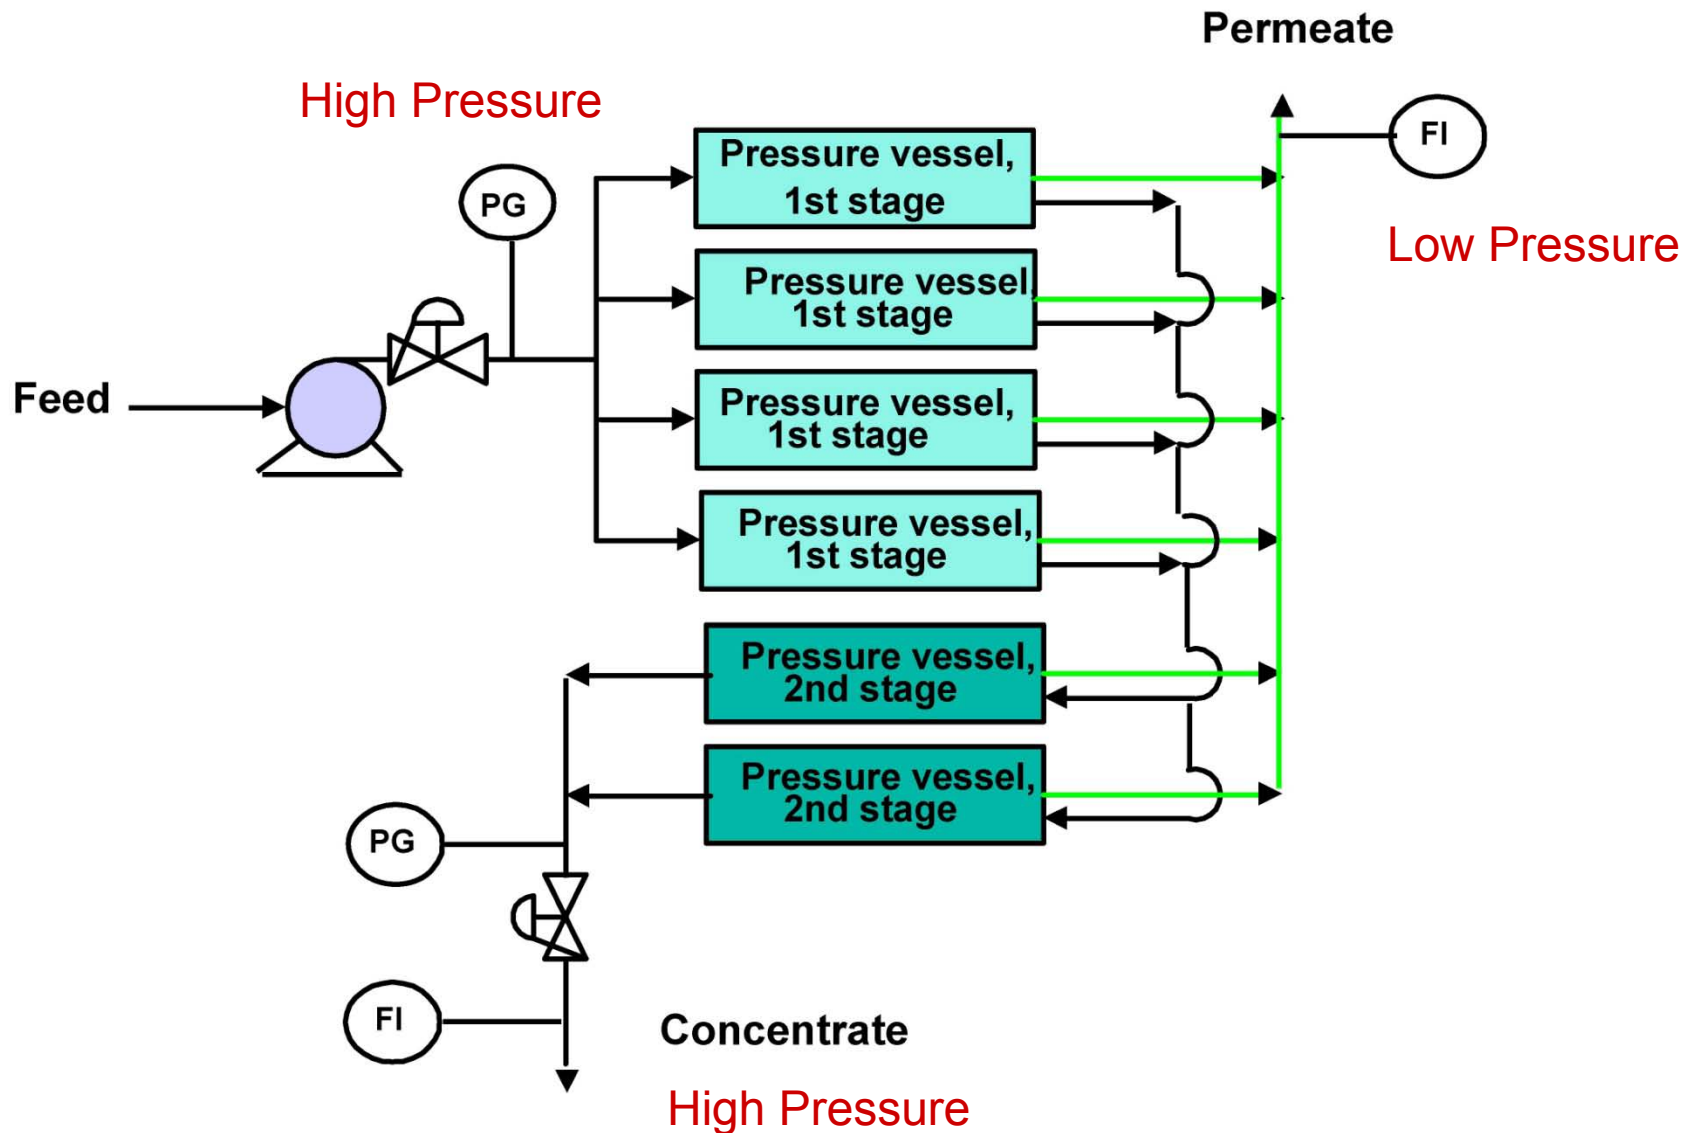 Permeate
High Pressure
PG
FI
Pressure vessel,
1st stage
Low Pressure
Pressure vessel,
1st stage
Feed
Pressure vessel,
1st stage
Pressure vessel,
1st stage
Pressure vessel,
2nd stage
Pressure vessel,
2nd stage
PG
FI
Concentrate
High Pressure